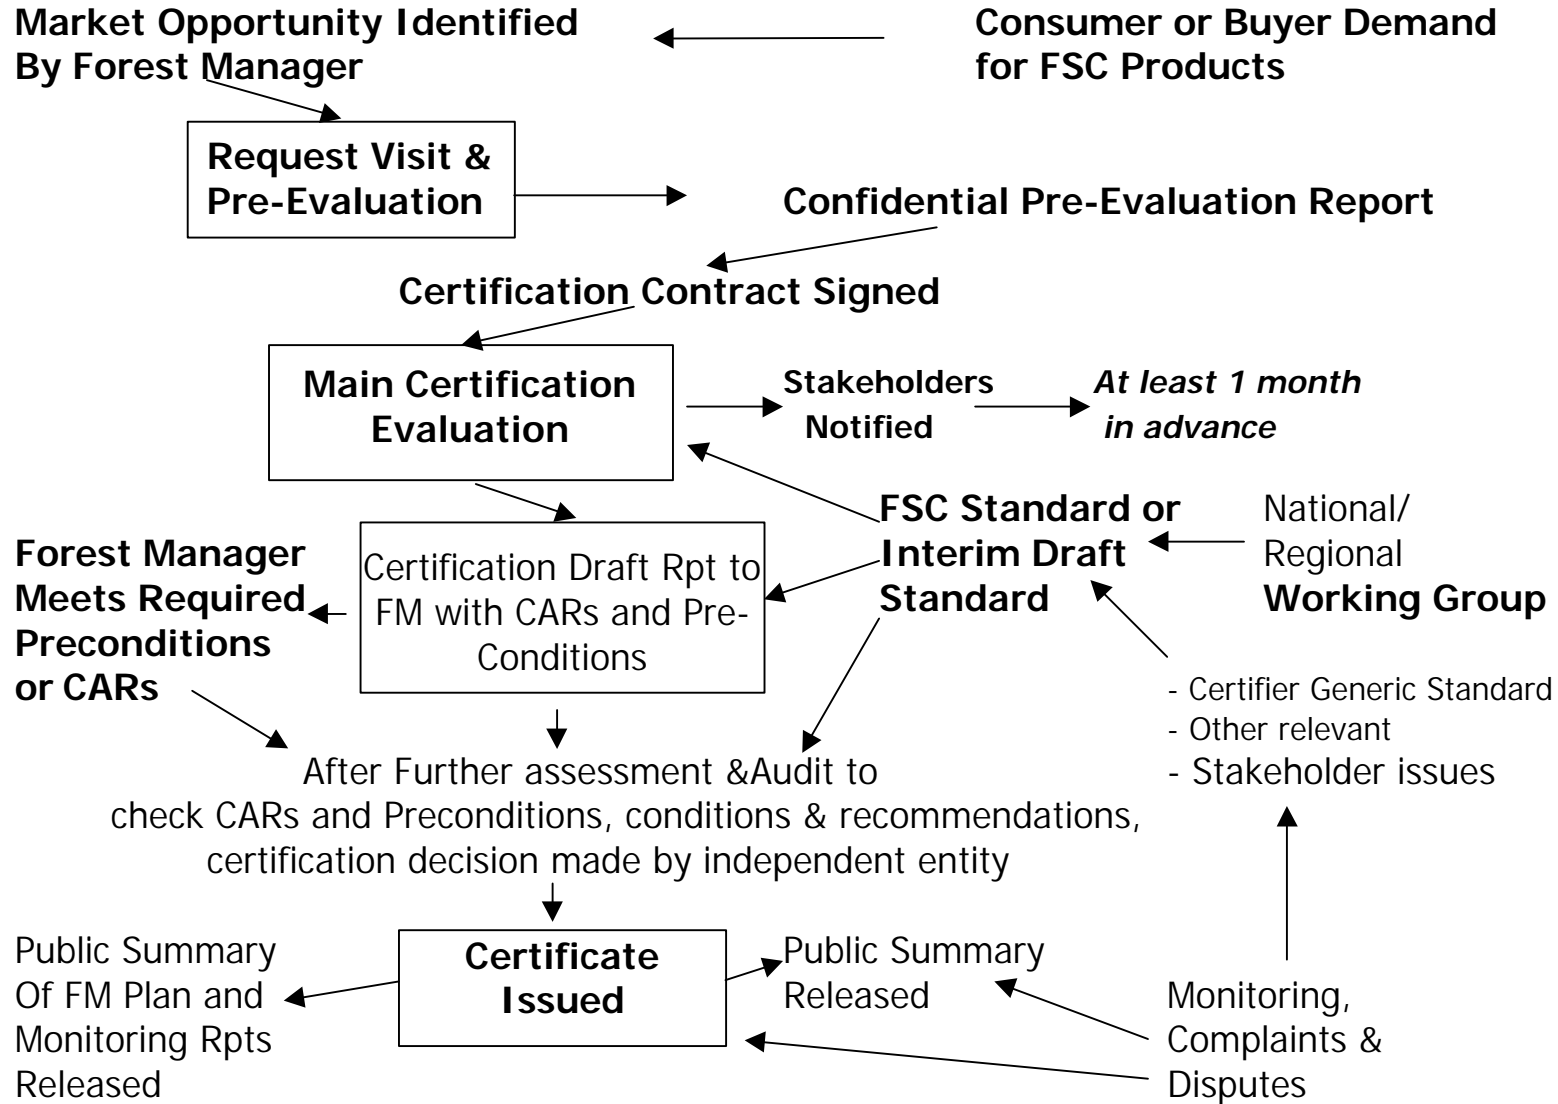 Market Opportunity Identified
By Forest Manager
Consumer or Buyer Demand
for FSC Products
Request Visit &
Pre-Evaluation
Confidential Pre-Evaluation Report
Certification Contract Signed
Main Certification
Evaluation
Stakeholders
Notified
At least 1 month
in advance
FSC Standard or
Interim Draft
Standard
National/
Regional
Working Group
Forest Manager
Meets Required
Preconditions
or CARs
Certification Draft Rpt to
FM with CARs and Pre-
Conditions
- Certifier Generic Standard
- Other relevant
- Stakeholder issues
After Further assessment &Audit to
check CARs and Preconditions, conditions & recommendations,
certification decision made by independent entity
Public Summary
Of FM Plan and
Monitoring Rpts
Released
Certificate
Issued
Public Summary
Released
Monitoring,
Complaints &
Disputes